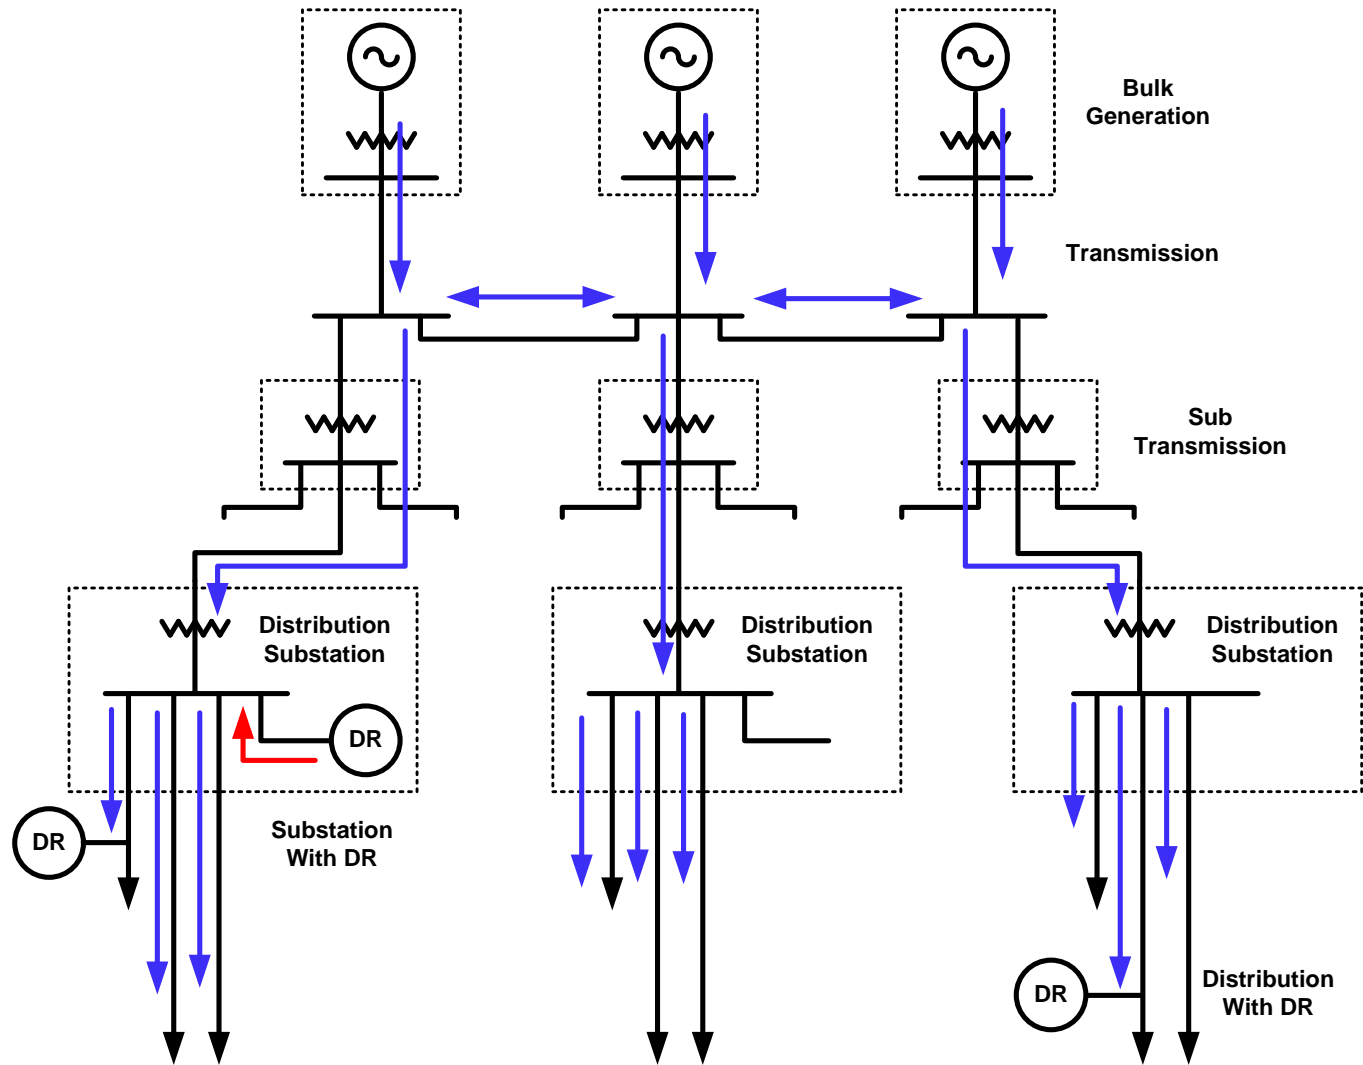 Bulk
Generation
Transmission
Sub
Transmission
Distribution
Substation
Distribution
Substation
Distribution
Substation
DR
DR
Substation
With DR
DR
Distribution
With DR